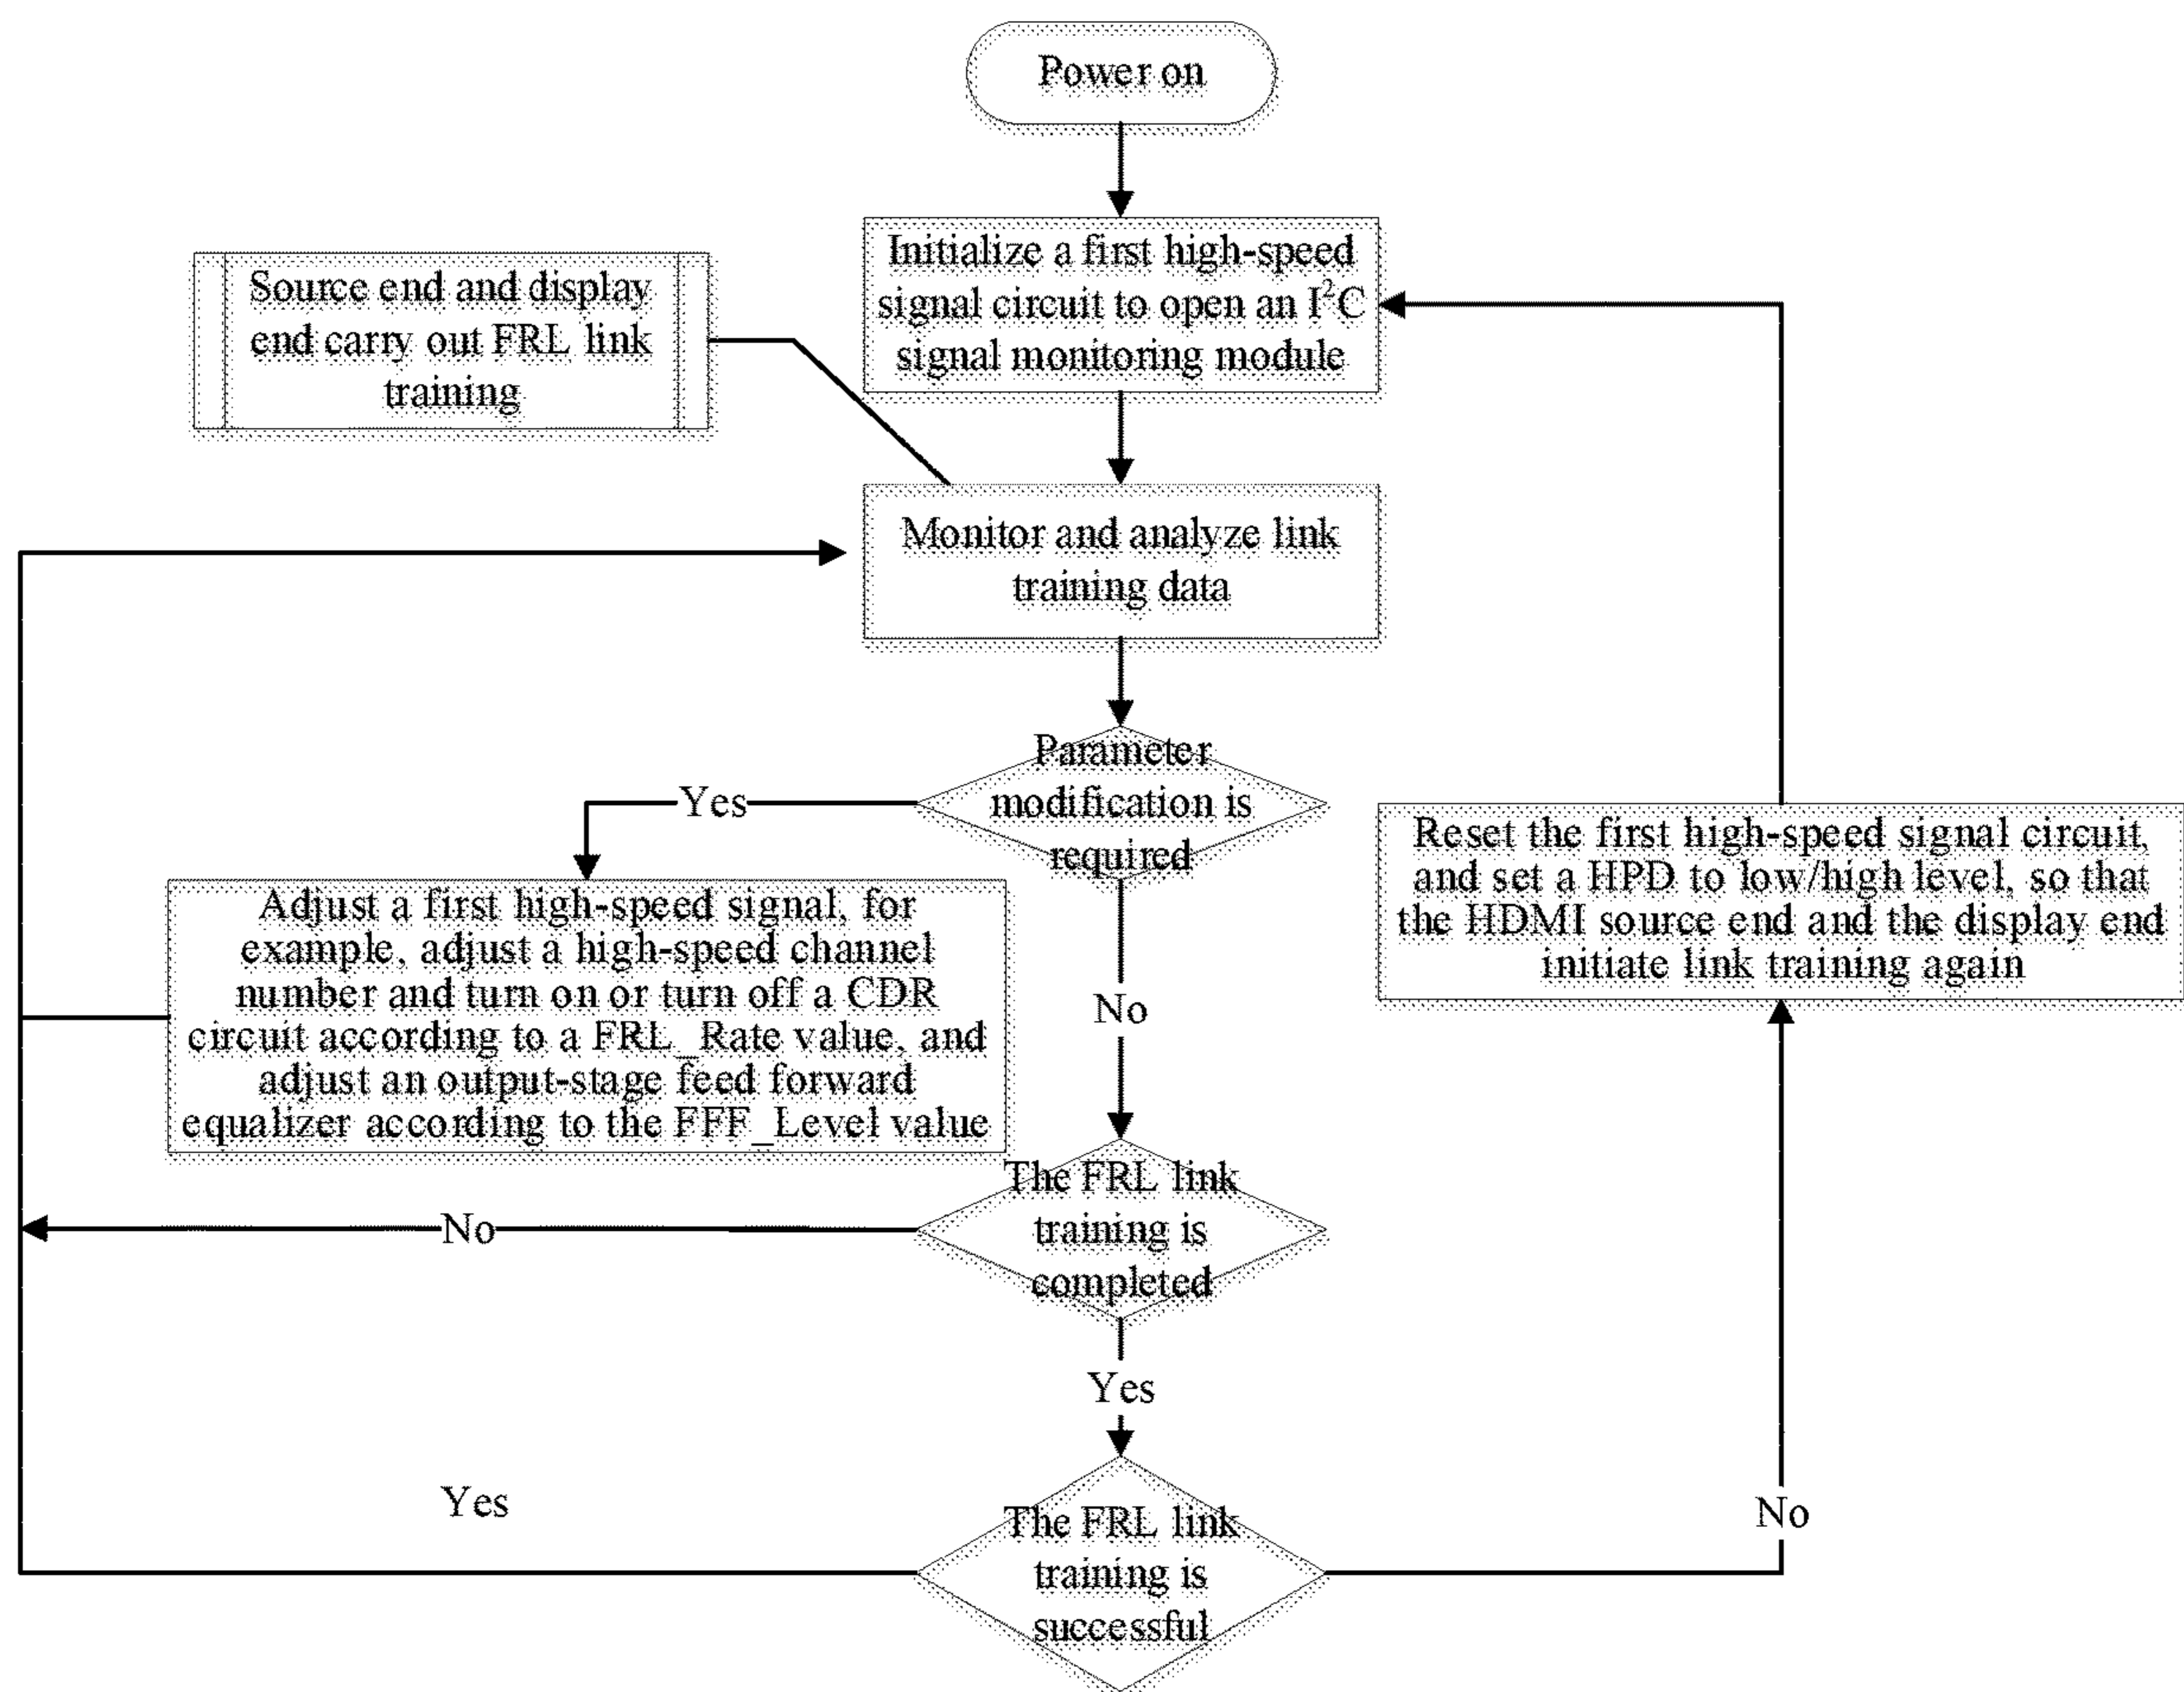 Power on
Initialize a first high-speed
signal circuit to open an I²C
signal monitoring module
Source end and display
end carry out FRL link
training
Monitor and analyze link
training data
Parameter
modification is
required
Yes
No
Adjust a first high-speed signal, for
example, adjust a high-speed channel
number and turn on or turn off a CDR
circuit according to a FRL_Rate value, and
adjust an output-stage feed forward
equalizer according to the FFF_Level value
Reset the first high-speed signal circuit,
and set a HPD to low/high level, so that
the HDMI source end and the display end
initiate link training again
The FRL link
training is
completed
No
Yes
The FRL link
training is
successful
Yes
No